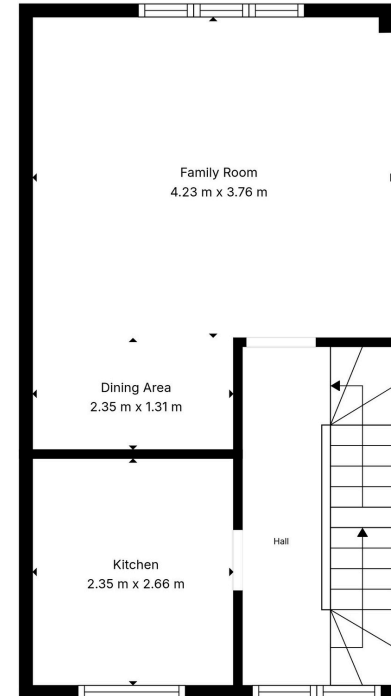 Family Room
4.23 m x 3.76 m
Dining Area
2.35 m x 1.31 m
Hall
Kitchen
2.35 m x 2.66 m